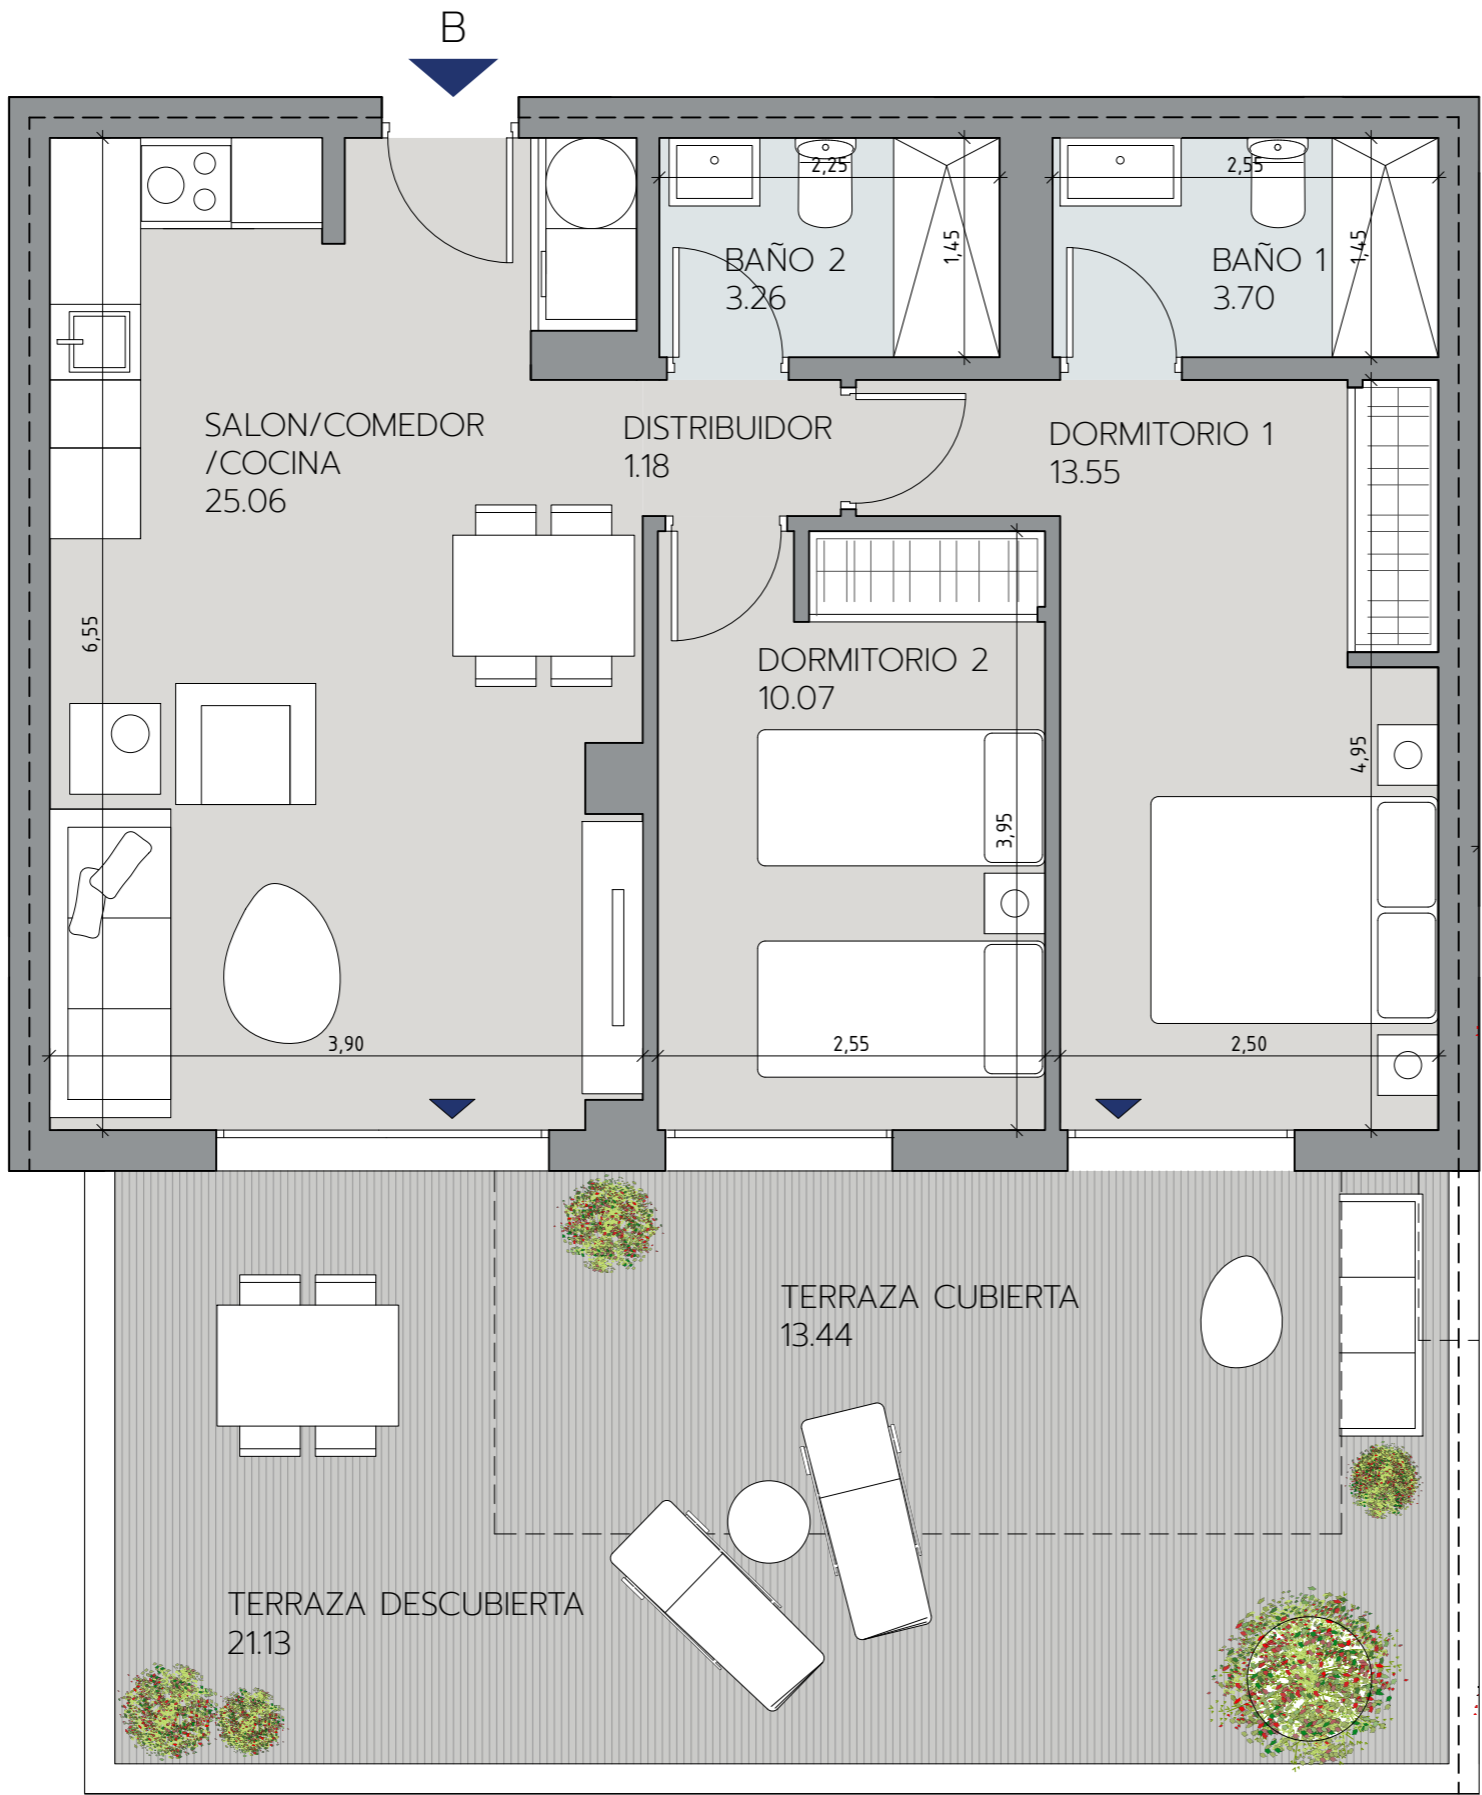 B
2,25
2,55
1,45
1,45
BAÑO 2
3.26
BAÑO 1
3.70
SALON/COMEDOR
/COCINA
25.06
DISTRIBUIDOR
1.18
DORMITORIO 1
13.55
6,55
DORMITORIO 2
10.07
4,95
3,95
3,90
2,55
2,50
TERRAZA CUBIERTA
13.44
TERRAZA DESCUBIERTA
21.13